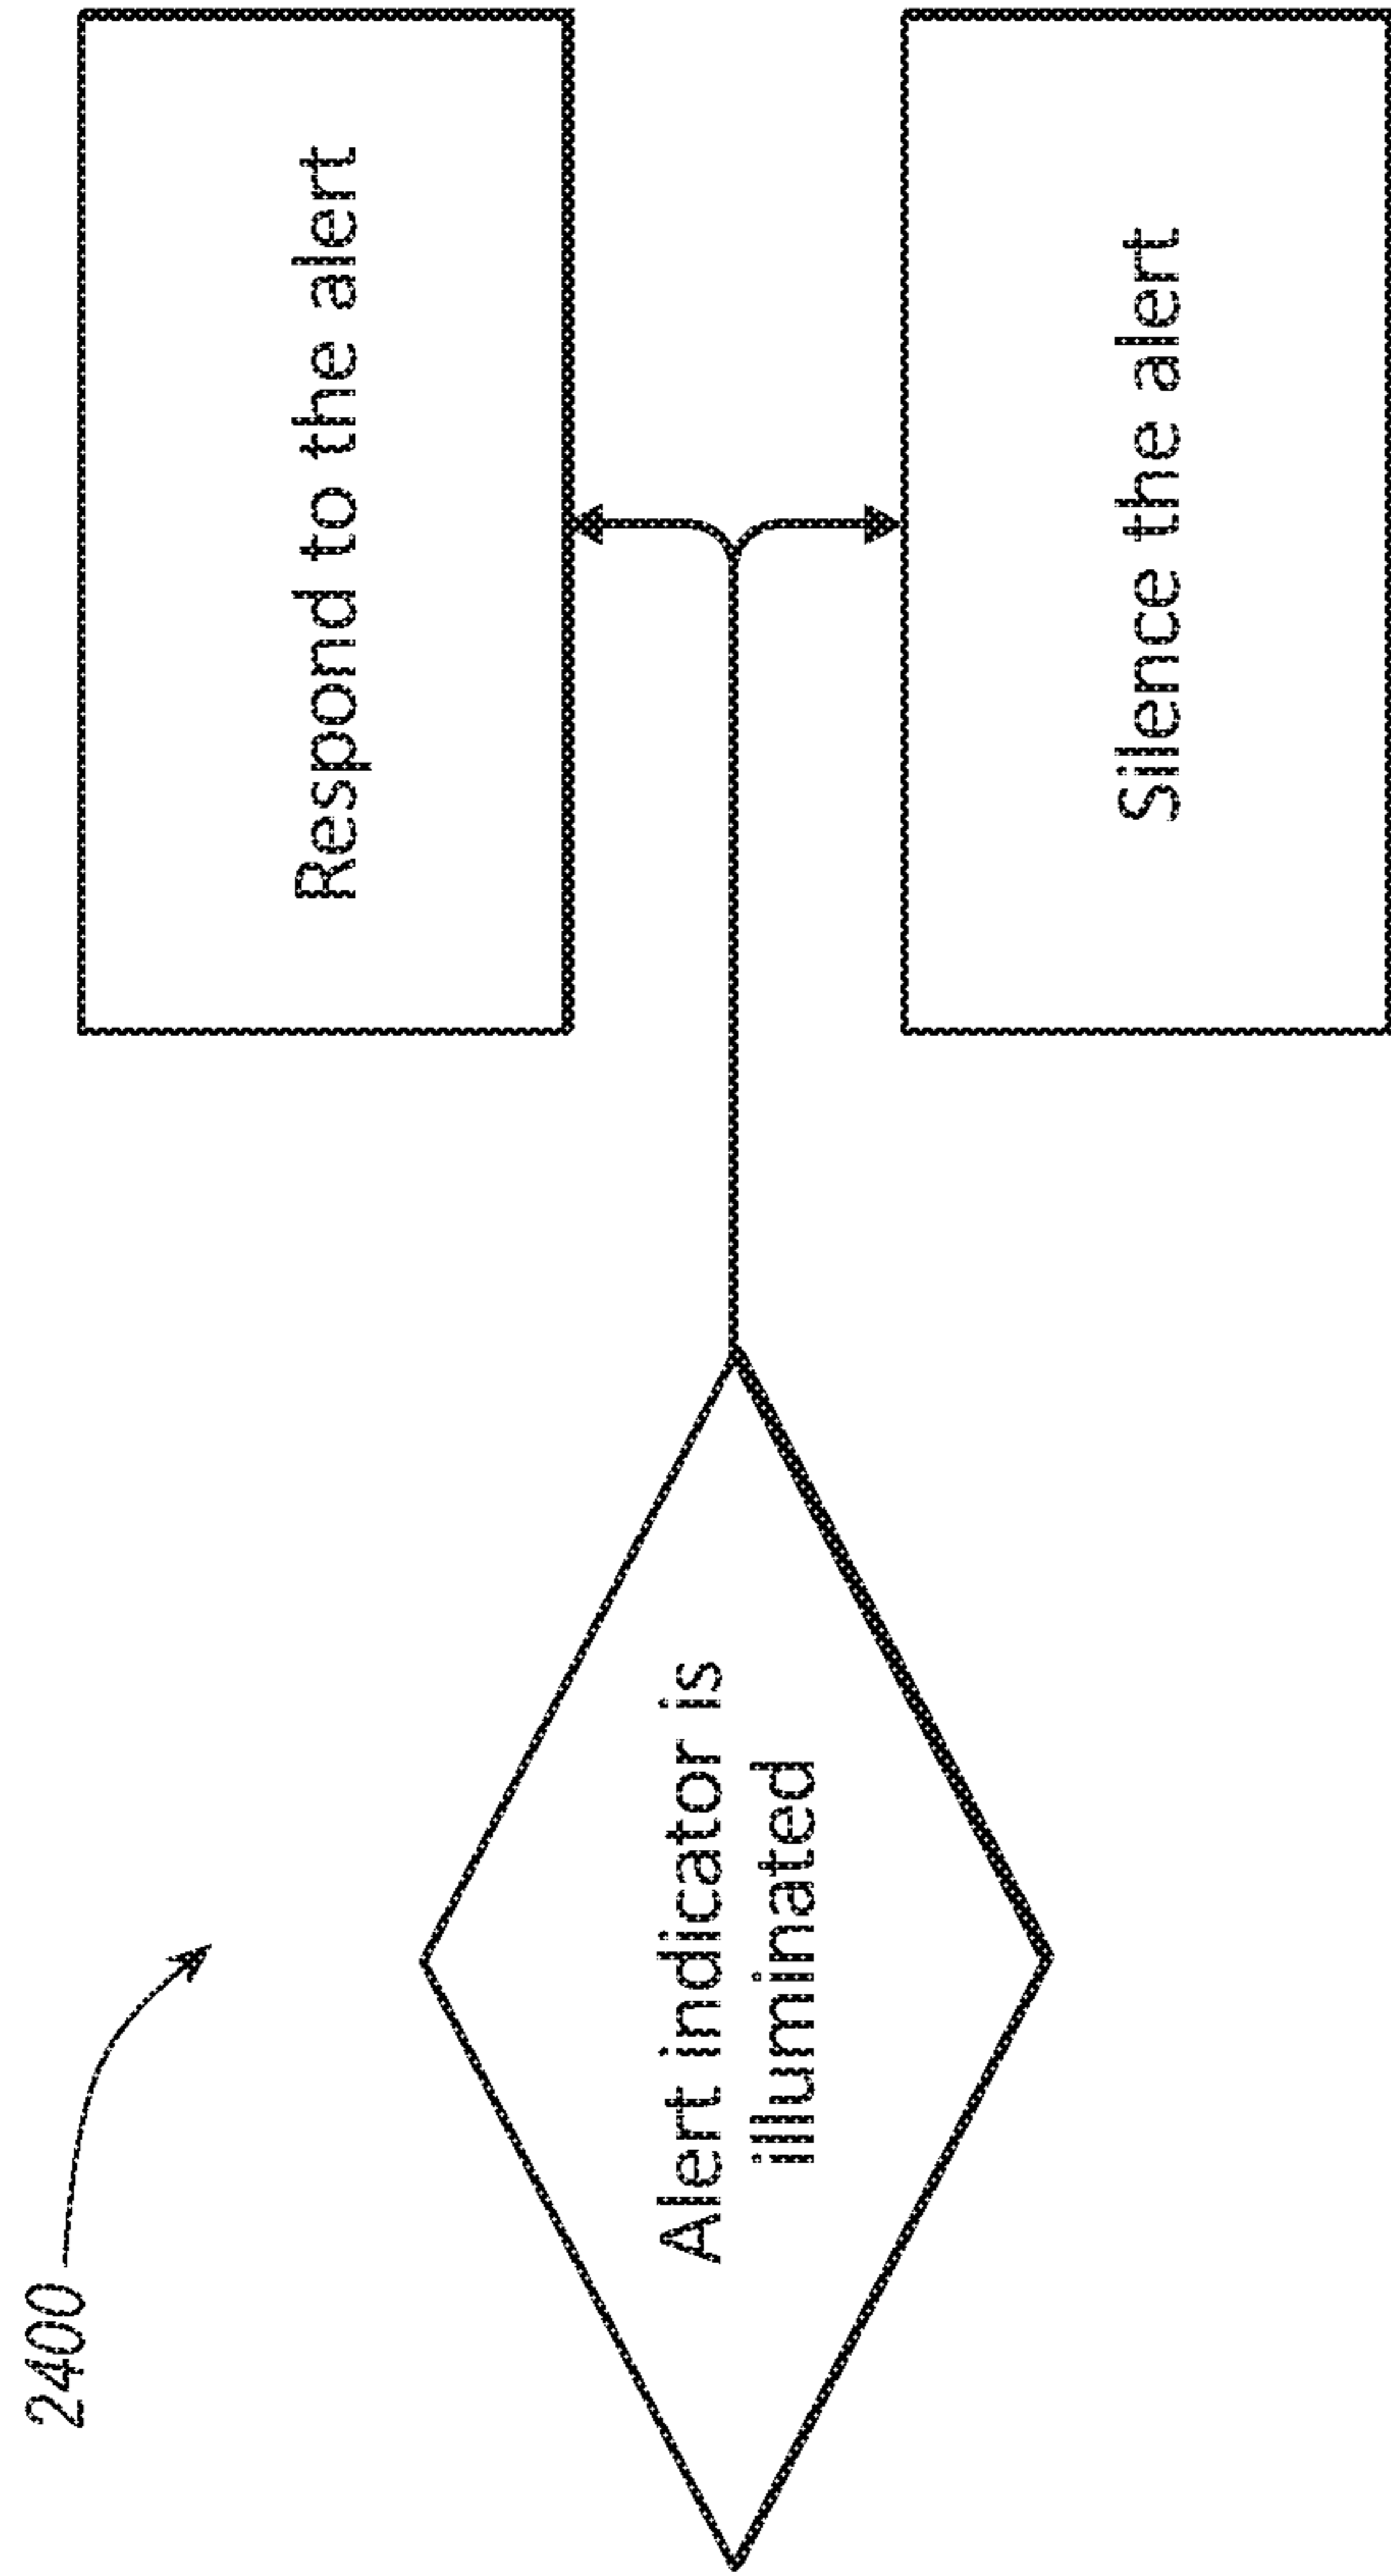 2400
Alert indicator is
illuminated
Respond to the alert
Silence the alert